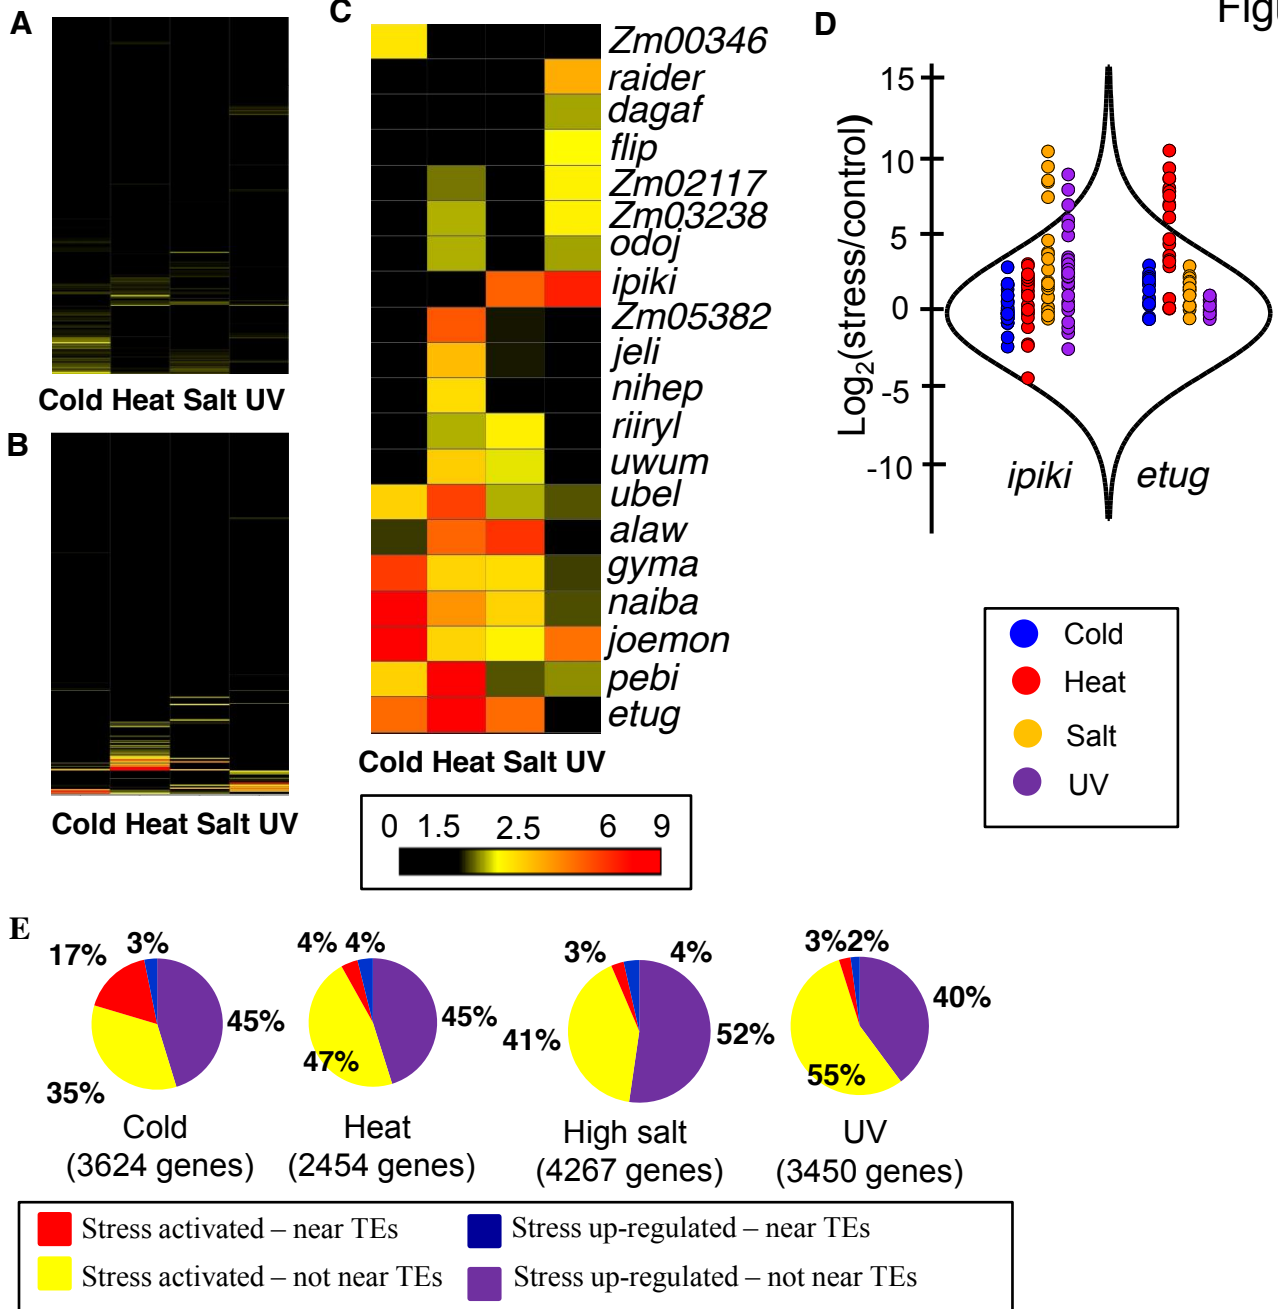 A
Cold Heat Salt UV
B
Cold Heat Salt UV
C
Zm00346
raider
dagaf
flip
Zm02117
Zm03238
odoj
ipiki
Zm05382
jeli
nihep
riiryl
uwum
ubel
alaw
gyma
naiba
joemon
pebi
etug
Cold Heat Salt UV
0 1.5 2.5 6 9
D
Log2(stress/control)
15
10
5
0
-5
-10
ipiki etug
Cold
Heat
Salt
UV
E
17% 3% 45% 35%
Cold
(3624 genes)
4% 4% 45% 47%
Heat
(2454 genes)
3% 4% 52% 41%
High salt
(4267 genes)
3% 2% 40% 55%
UV
(3450 genes)
Stress activated – near TEs
Stress up-regulated – near TEs
Stress activated – not near TEs
Stress up-regulated – not near TEs